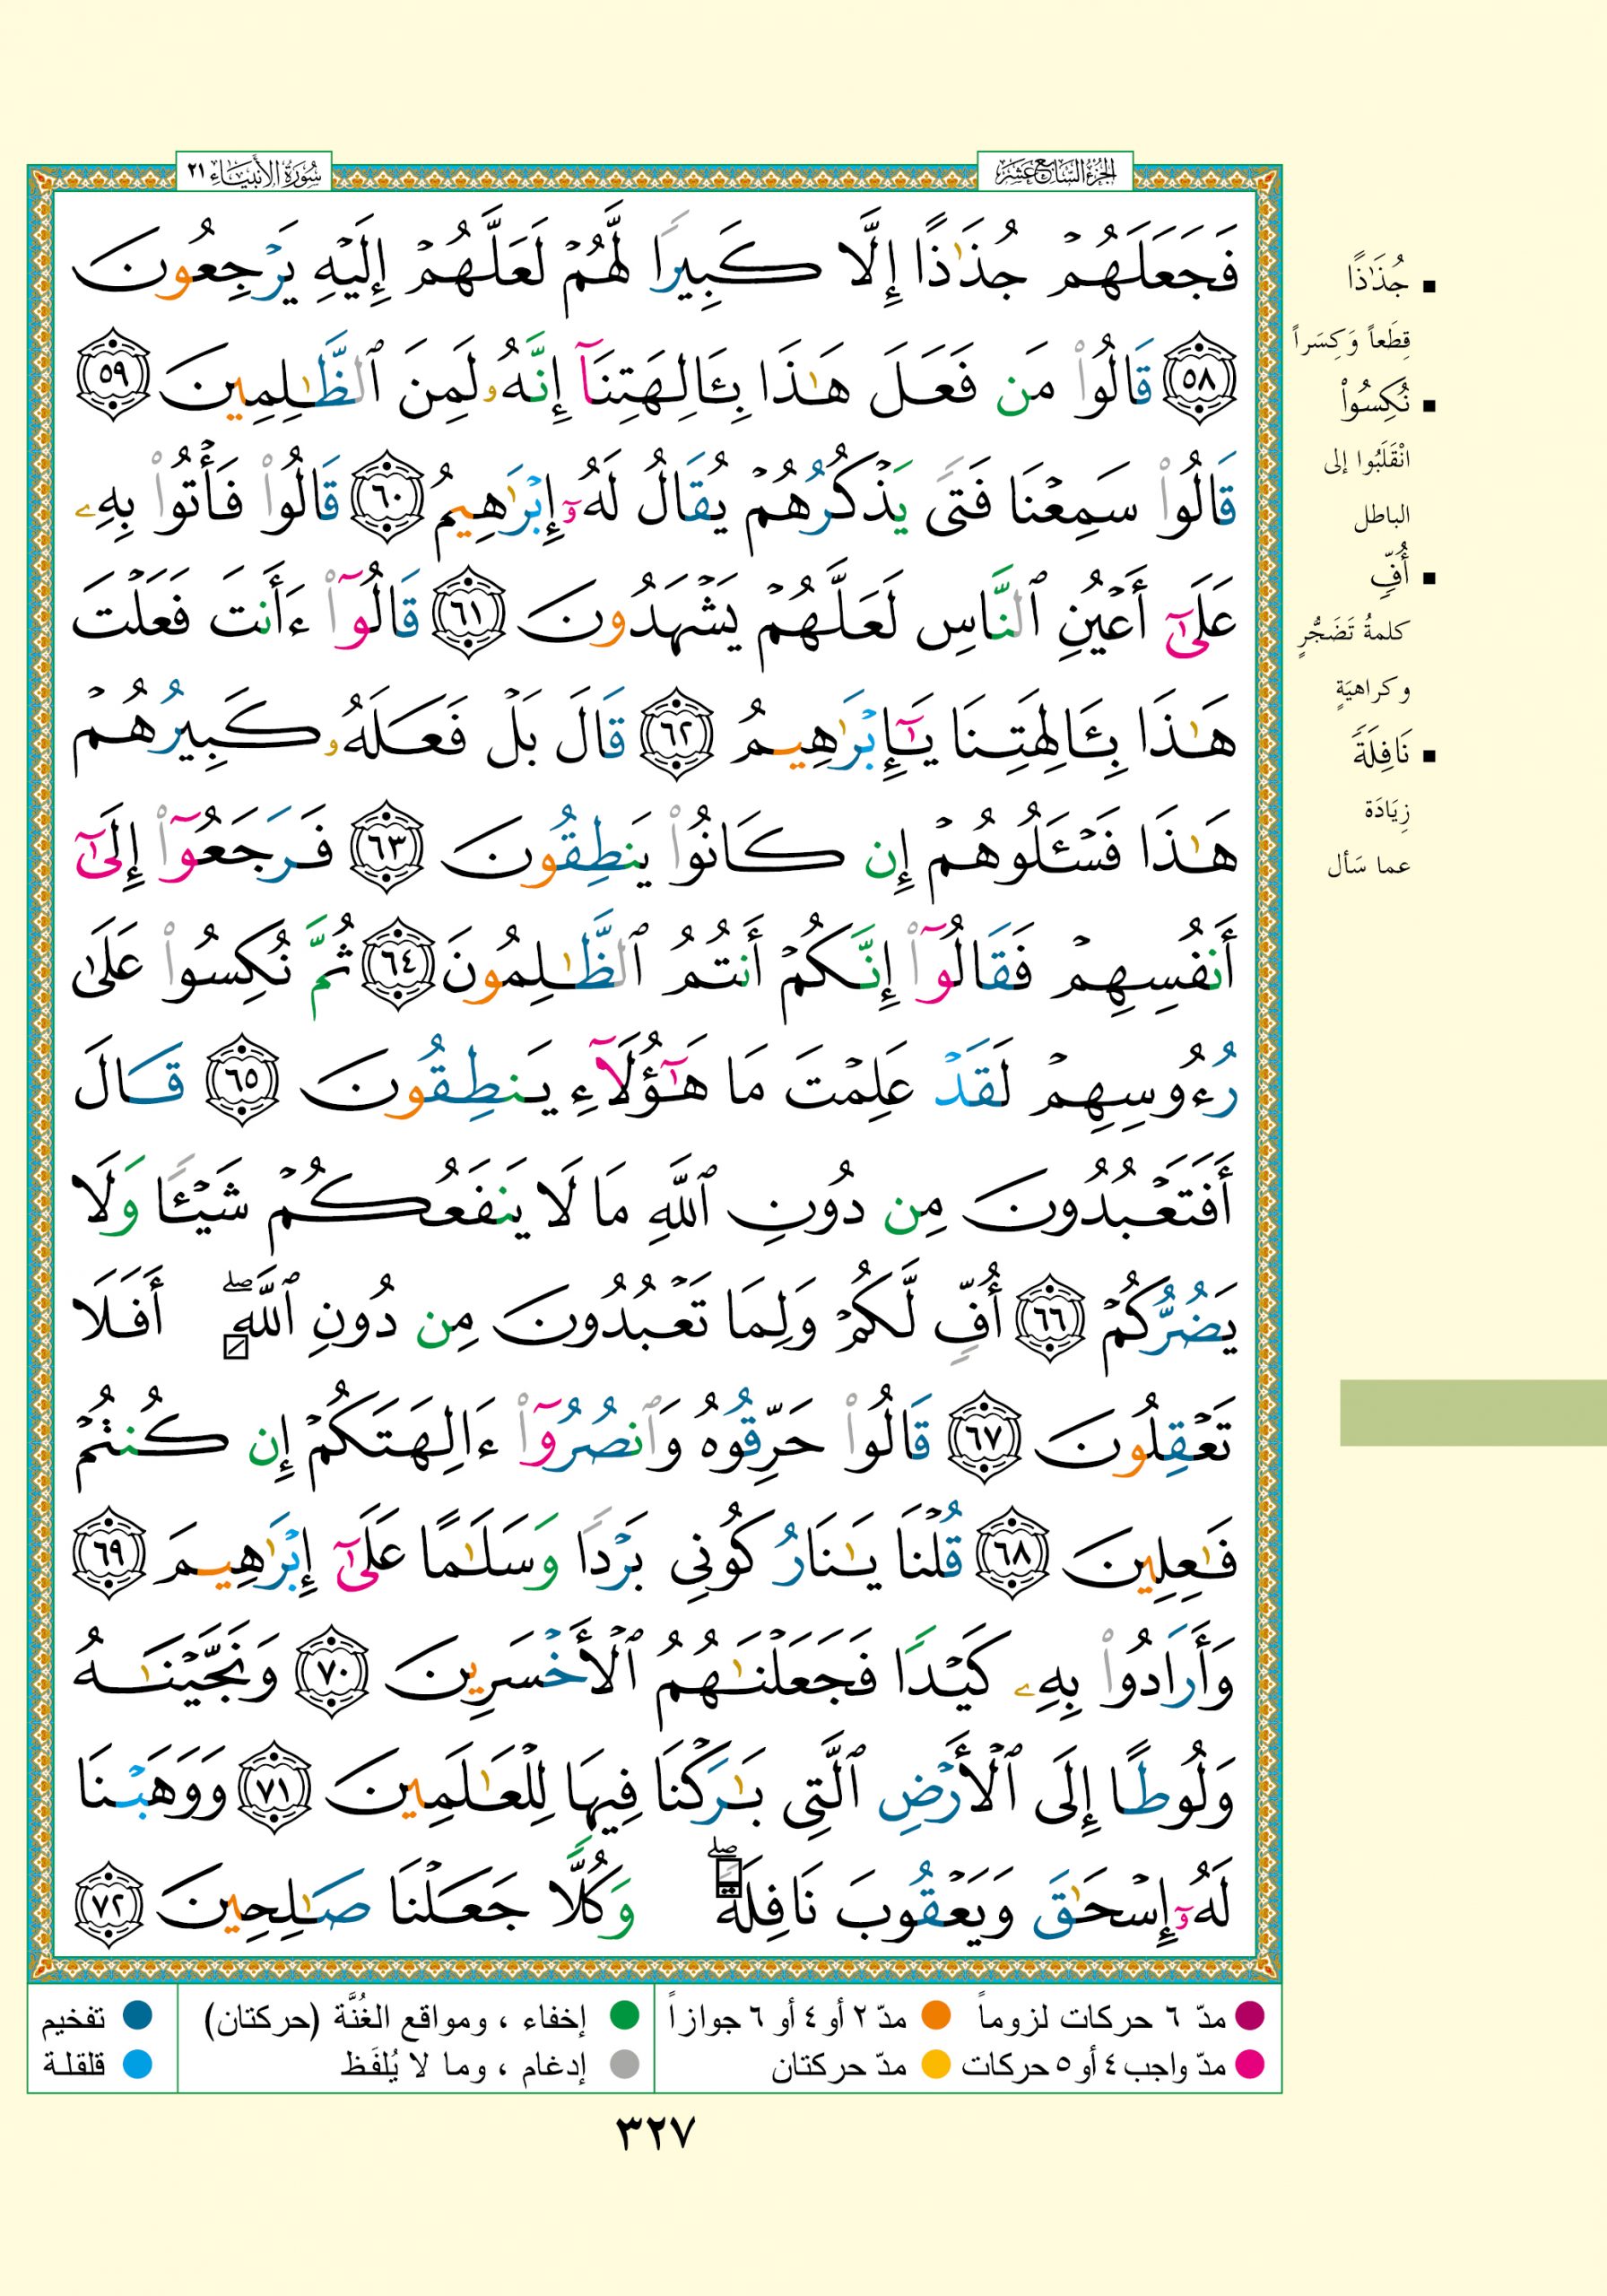 الجزء السابع عشر
سورة الأنبياء ٢١
فَجَعَلَهُمۡ جُذَٰذًا إِلَّا كَبِيرٗا لَّهُمۡ لَعَلَّهُمۡ إِلَيۡهِ يَرۡجِعُونَ
٥٨ قَالُواْ مَن فَعَلَ هَٰذَا بِـَٔالِهَتِنَآ إِنَّهُۥ لَمِنَ ٱلظَّٰلِمِينَ ٥٩
قَالُواْ سَمِعۡنَا فَتٗى يَذۡكُرُهُمۡ يُقَالُ لَهُۥٓ إِبۡرَٰهِيمُ ٦٠ قَالُواْ فَأۡتُواْ بِهِۦ
عَلَىٰٓ أَعۡيُنِ ٱلنَّاسِ لَعَلَّهُمۡ يَشۡهَدُونَ ٦١ قَالُوٓاْ ءَأَنتَ فَعَلۡتَ
هَٰذَا بِـَٔالِهَتِنَا يَٰٓإِبۡرَٰهِيمُ ٦٢ قَالَ بَلۡ فَعَلَهُۥ كَبِيرُهُمۡ
هَٰذَا فَسۡـَٔلُوهُمۡ إِن كَانُواْ يَنطِقُونَ ٦٣ فَرَجَعُوٓاْ إِلَىٰٓ
أَنفُسِهِمۡ فَقَالُوٓاْ إِنَّكُمۡ أَنتُمُ ٱلظَّٰلِمُونَ ٦٤ ثُمَّ نُكِسُواْ عَلَىٰ
رُءُوسِهِمۡ لَقَدۡ عَلِمۡتَ مَا هَٰٓؤُلَآءِ يَنطِقُونَ ٦٥ قَالَ
أَفَتَعۡبُدُونَ مِن دُونِ ٱللَّهِ مَا لَا يَنفَعُكُمۡ شَيۡـٔٗا وَلَا
يَضُرُّكُمۡ ٦٦ أُفّٖ لَّكُمۡ وَلِمَا تَعۡبُدُونَ مِن دُونِ ٱللَّهِۖ أَفَلَا
تَعۡقِلُونَ ٦٧ قَالُواْ حَرِّقُوهُ وَٱنصُرُوٓاْ ءَالِهَتَكُمۡ إِن كُنتُمۡ
فَٰعِلِينَ ٦٨ قُلۡنَا يَٰنَارُ كُونِي بَرۡدٗا وَسَلَٰمًا عَلَىٰٓ إِبۡرَٰهِيمَ ٦٩
وَأَرَادُواْ بِهِۦ كَيۡدٗا فَجَعَلۡنَٰهُمُ ٱلۡأَخۡسَرِينَ ٧٠ وَنَجَّيۡنَٰهُ
وَلُوطًا إِلَى ٱلۡأَرۡضِ ٱلَّتِي بَٰرَكۡنَا فِيهَا لِلۡعَٰلَمِينَ ٧١ وَوَهَبۡنَا
لَهُۥٓ إِسۡحَٰقَ وَيَعۡقُوبَ نَافِلَةٗۖ وَكُلّٗا جَعَلۡنَا صَٰلِحِينَ ٧٢
▪ جُذَٰذًا
قِطَعاً وَكِسَراً
▪ نُكِسُواْ
انْقَلَبُوا إلى
الباطل
▪ أُفّٖ
كلمةُ تَضَجُّرٍ
وكراهيَةٍ
▪ نَافِلَةٗ
زِيَادَة
عما سَأل
مدّ ٦ حركات لزوماً مدّ ٢ أو ٤ أو ٦ جوازاً إخفاء ، ومواقع الغُنَّة (حركتان) تفخيم
مدّ واجب ٤ أو ٥ حركات مدّ حركتان إدغام ، وما لا يُلفَظ قلقلة
٣٢٧